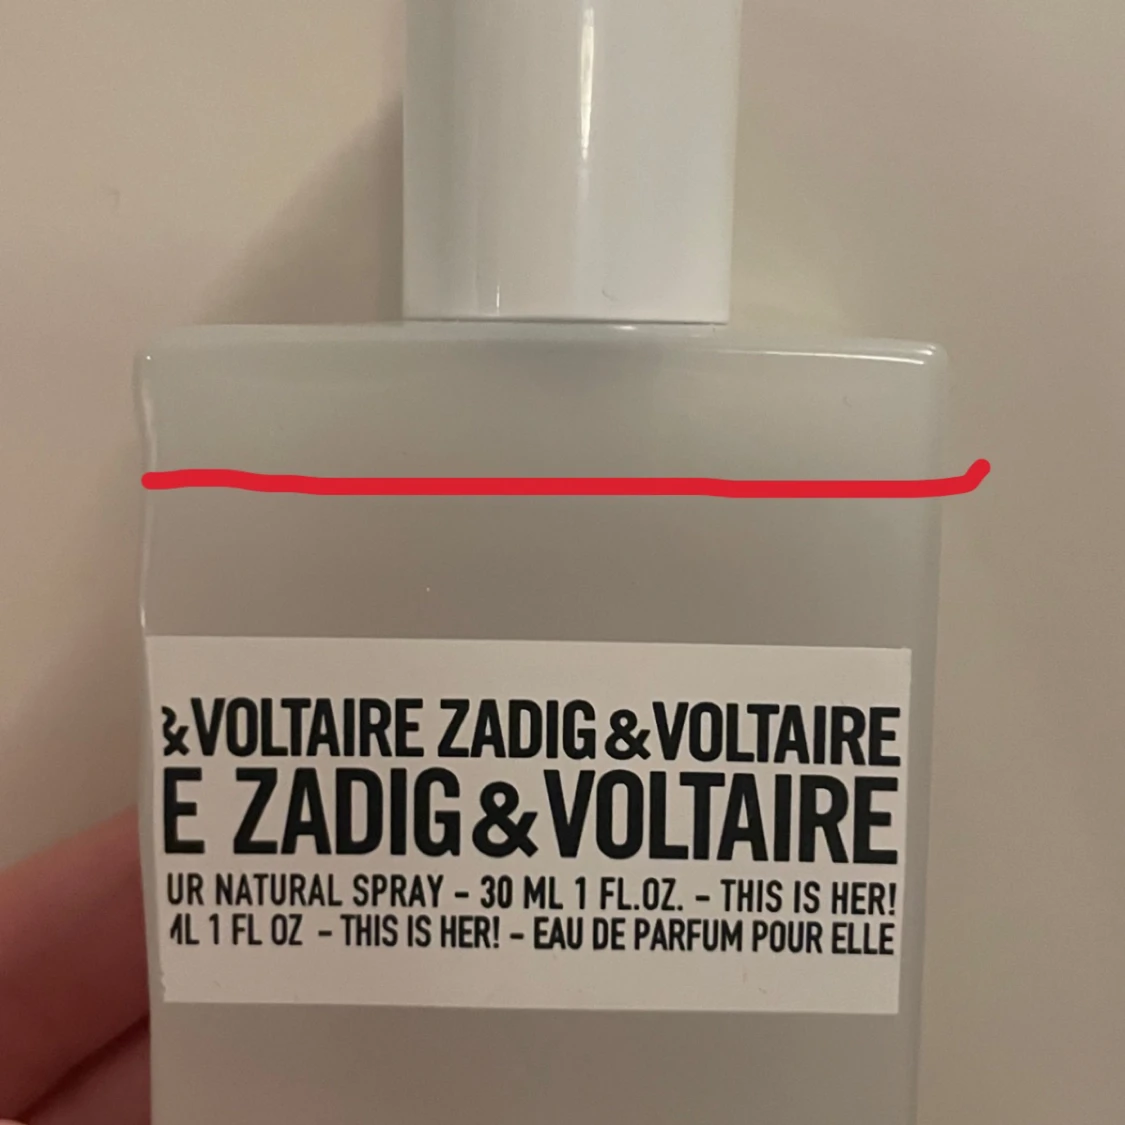 &VOLTAIRE ZADIG &VOLTAIRE
E ZADIG & VOLTAIRE
UR NATURAL SPRAY - 30 ML 1 FL.OZ. - THIS IS HER!
ML 1 FL OZ - THIS IS HER! - EAU DE PARFUM POUR ELLE